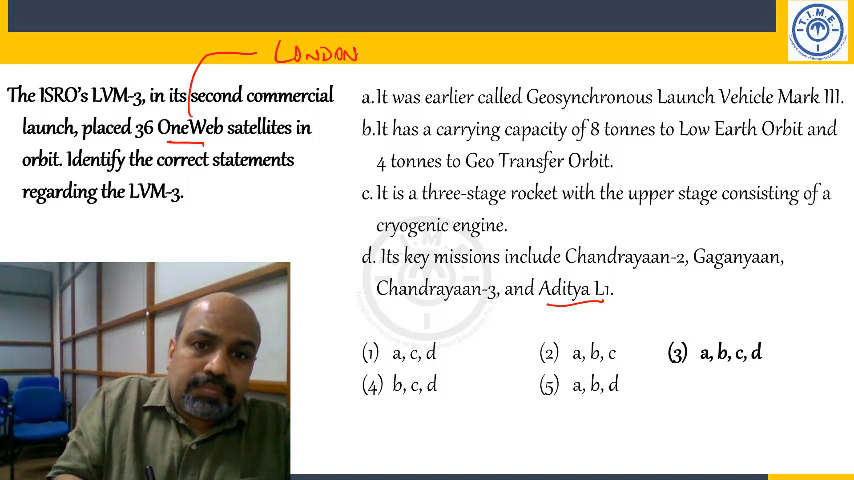 T.I.M.E.
LONDON
The ISRO's LVM-3, in its second commercial
launch, placed 36 OneWeb satellites in
orbit. Identify the correct statements
regarding the LVM-3.
a. It was earlier called Geosynchronous Launch Vehicle Mark III.
b. It has a carrying capacity of 8 tonnes to Low Earth Orbit and
4 tonnes to Geo Transfer Orbit.
c. It is a three-stage rocket with the upper stage consisting of a
cryogenic engine.
d. Its key missions include Chandrayaan-2, Gaganyaan,
Chandrayaan-3, and Aditya L1.
(1) a, c, d (2) a, b, c (3) a, b, c, d
(4) b, c, d (5) a, b, d